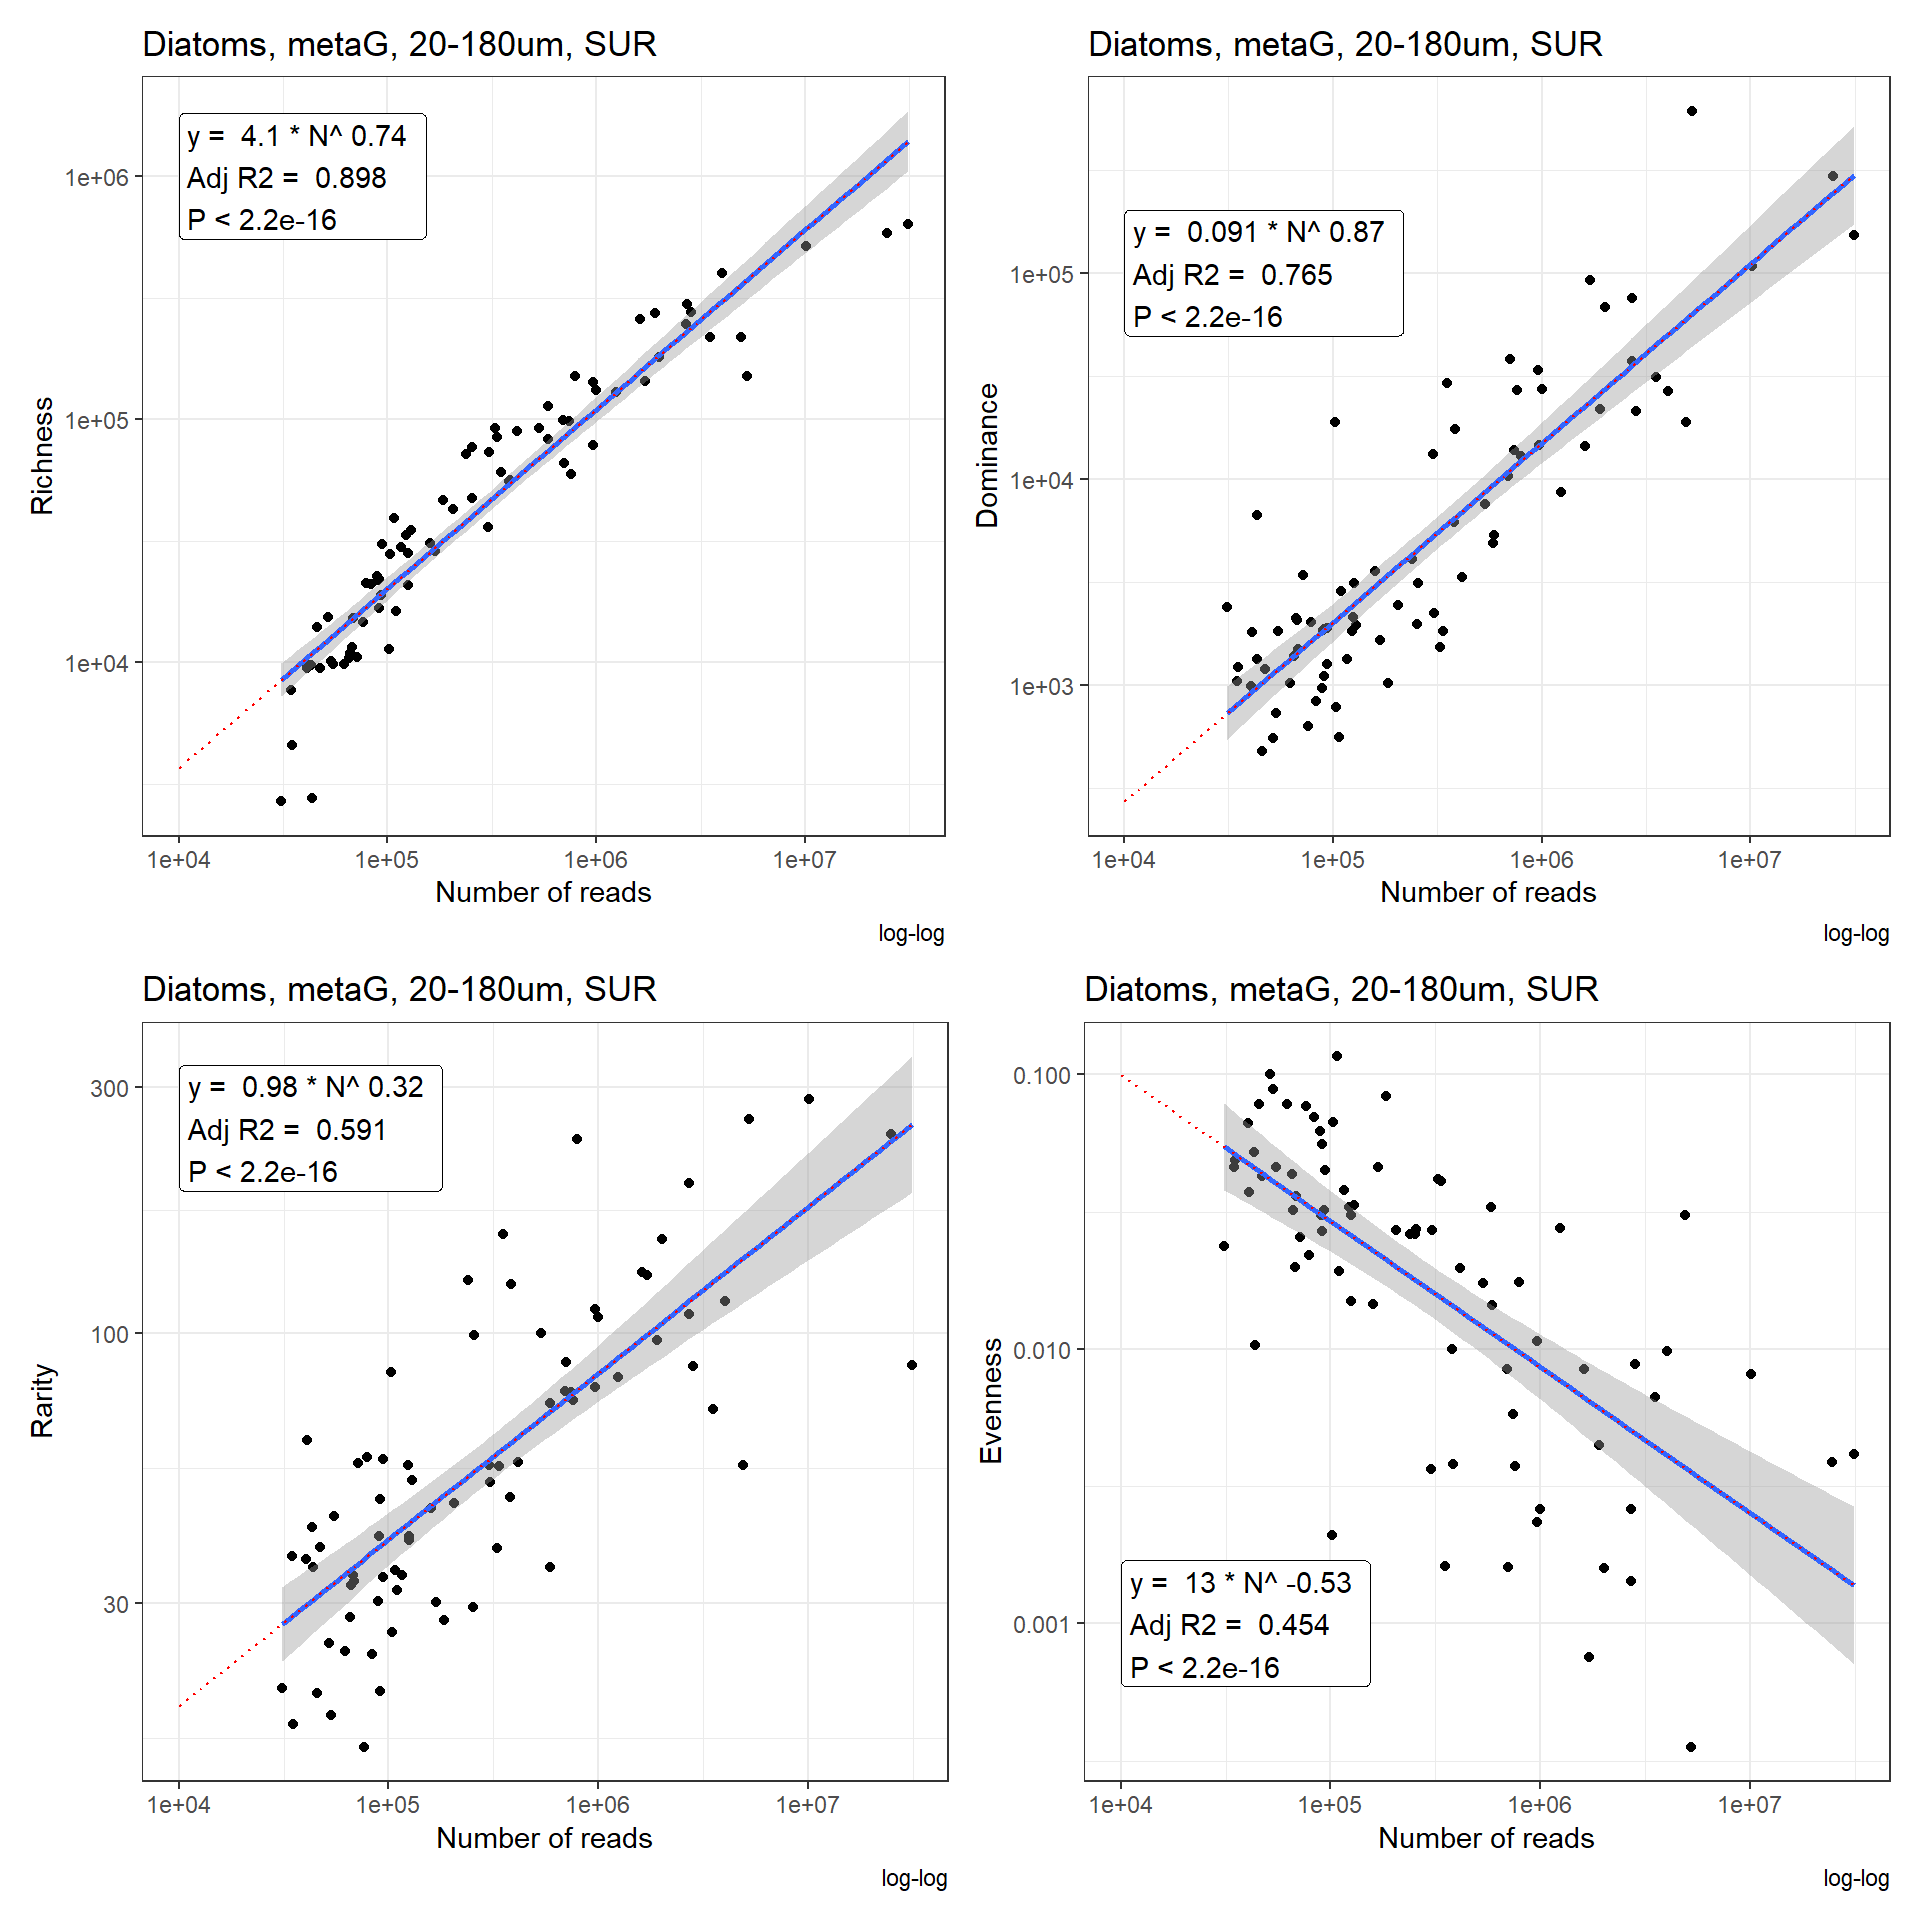 Diatoms, metaG, 20-180um, SUR
y =  4.1 * N^ 0.74
Adj R2 =  0.898
P < 2.2e-16
1e+06
1e+05
1e+04
Richness
1e+04 1e+05 1e+06 1e+07
Number of reads
log-log
Diatoms, metaG, 20-180um, SUR
y =  0.091 * N^ 0.87
Adj R2 =  0.765
P < 2.2e-16
1e+05
1e+04
1e+03
Dominance
1e+04 1e+05 1e+06 1e+07
Number of reads
log-log
Diatoms, metaG, 20-180um, SUR
y =  0.98 * N^ 0.32
Adj R2 =  0.591
P < 2.2e-16
300
100
30
Rarity
1e+04 1e+05 1e+06 1e+07
Number of reads
log-log
Diatoms, metaG, 20-180um, SUR
0.100
0.010
0.001
Evenness
y =  13 * N^ -0.53
Adj R2 =  0.454
P < 2.2e-16
1e+04 1e+05 1e+06 1e+07
Number of reads
log-log